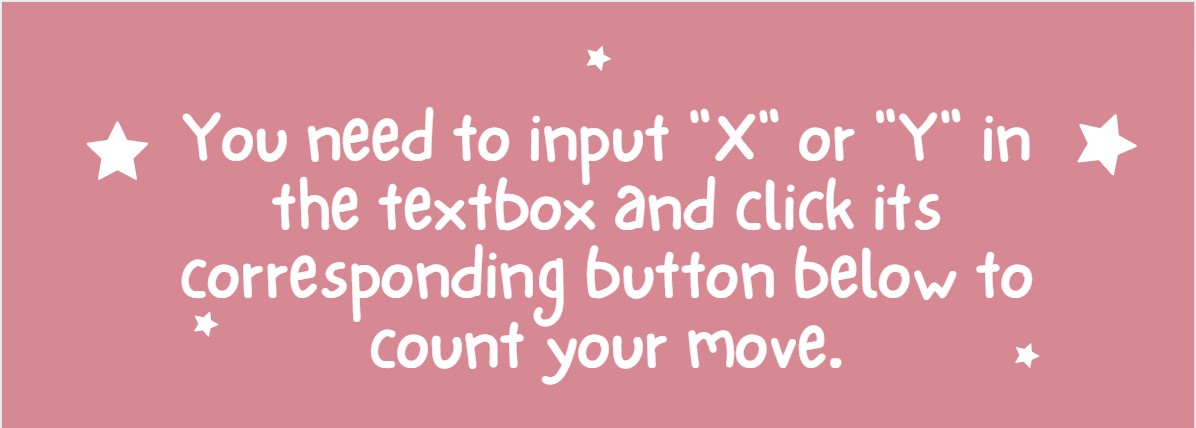 You need to input "X" or "Y" in
the textbox and click its
corresponding button below to
count your move.